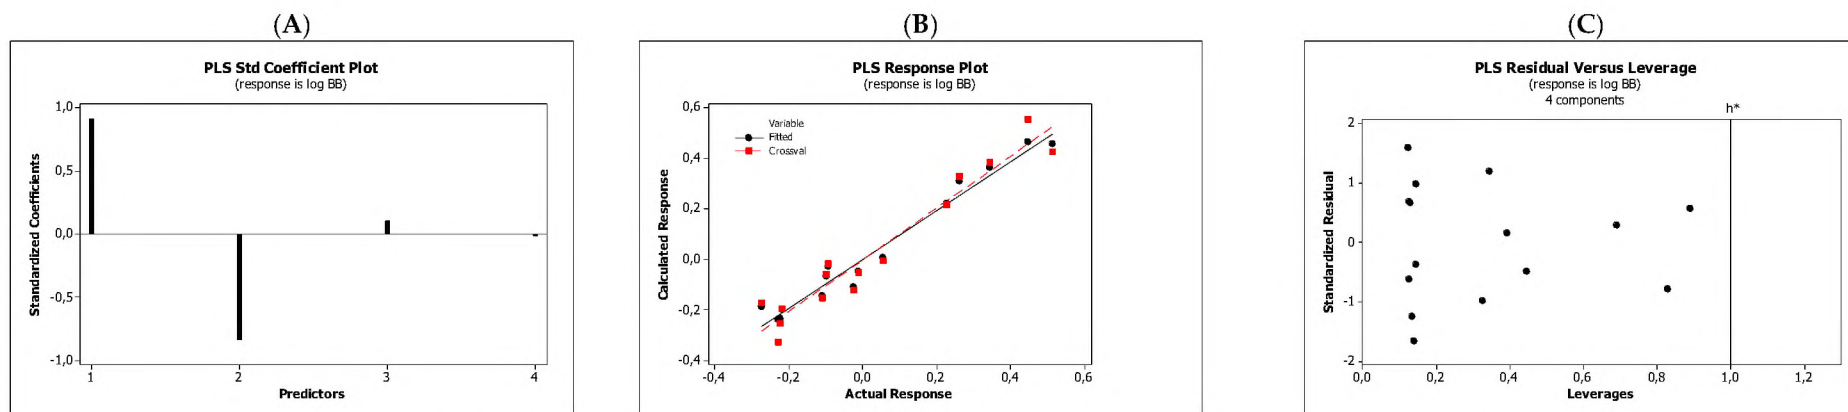 (A)
PLS Std Coefficient Plot
(response is log BB)
Standardized Coefficients
1,0
0,5
0,0
-0,5
-1,0
1 2 3 4
Predictors
(B)
PLS Response Plot
(response is log BB)
Variable
Fitted
Crossval
Calculated Response
0,6
0,4
0,2
0,0
-0,2
-0,4
-0,4 -0,2 0,0 0,2 0,4 0,6
Actual Response
(C)
PLS Residual Versus Leverage
(response is log BB)
4 components
h*
Standardized Residual
2
1
0
-1
-2
0,0 0,2 0,4 0,6 0,8 1,0 1,2
Leverages